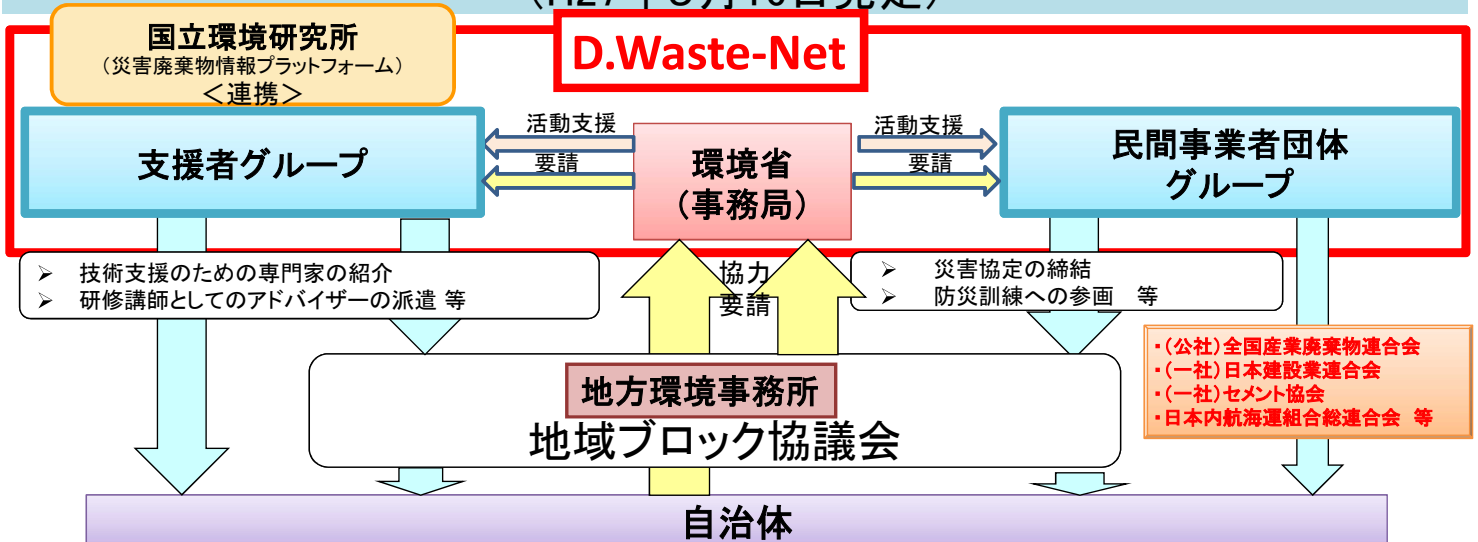 国立環境研究所
（災害廃棄物情報プラットフォーム）
＜連携＞
D.Waste-Net
支援者グループ
活動支援
要請
環境省
（事務局）
活動支援
要請
民間事業者団体
グループ
➢ 技術支援のための専門家の紹介
➢ 研修講師としてのアドバイザーの派遣 等
協力
要請
➢ 災害協定の締結
➢ 防災訓練への参画　等
・（公社）全国産業廃棄物連合会
・（一社）日本建設業連合会
・（一社）セメント協会
・日本内航海運組合総連合会　等
地方環境事務所
地域ブロック協議会
自治体